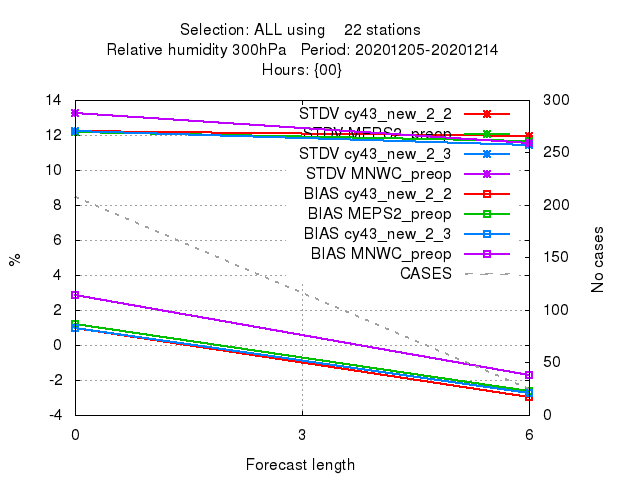 Selection: ALL using 22 stations
Relative humidity 300hPa Period: 20201205-20201214
Hours: {00}
14 300
STDV cy43_new_2_2
12 STDV MEPS2_preop 250
STDV cy43_new_2_3
10 STDV MNWC_preop
BIAS cy43_new_2_2
8 BIAS MEPS2_preop 200
6 BIAS cy43_new_2_3
BIAS MNWC_preop 150
4 CASES
% No cases
2 100
0
50
-2
-4 0
0 3 6
Forecast length